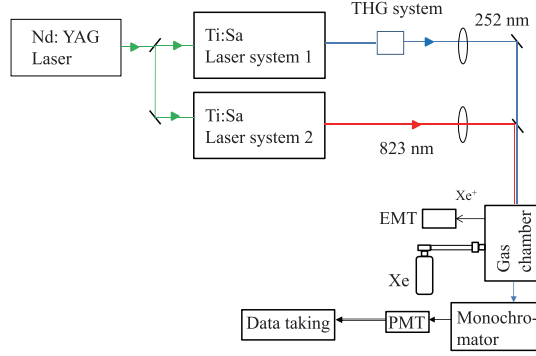 THG system
252 nm
Nd: YAG
Laser
Ti:Sa
Laser system 1
Ti:Sa
Laser system 2
823 nm
Xe⁺
EMT
Gas
chamber
Xe
Data taking
PMT
Monochro-
mator